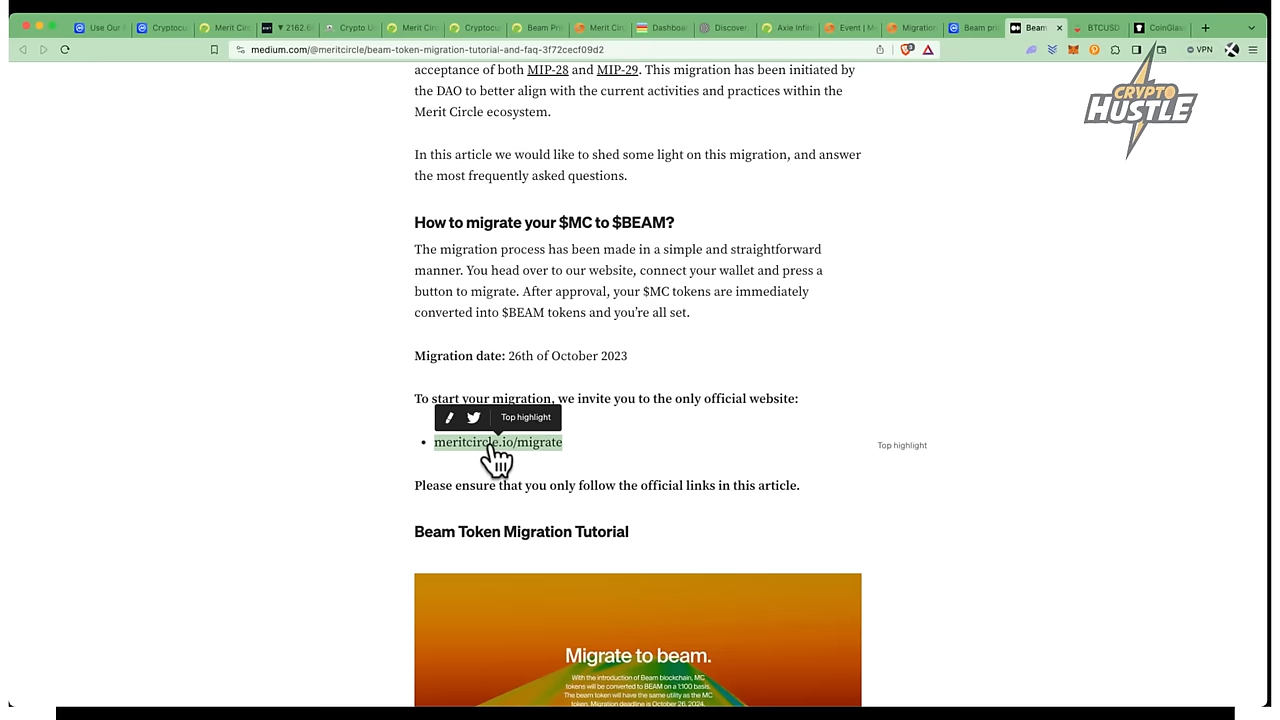 Use Our
Cryptocu
Merit Circ
▼ 2162.6
Crypto U
Merit Circ
Cryptocu
Beam Pri
Merit Circ
Dashboa
Discover
Axie Infin
Event | M
Migration
Beam pri
Beam
BTCUSD
CoinGlas
medium.com/@meritcircle/beam-token-migration-tutorial-and-faq-3f72cecf09d2
VPN
CRYPTO
HUSTLE
acceptance of both MIP-28 and MIP-29. This migration has been initiated by
the DAO to better align with the current activities and practices within the
Merit Circle ecosystem.
In this article we would like to shed some light on this migration, and answer
the most frequently asked questions.
How to migrate your $MC to $BEAM?
The migration process has been made in a simple and straightforward
manner. You head over to our website, connect your wallet and press a
button to migrate. After approval, your $MC tokens are immediately
converted into $BEAM tokens and you're all set.
Migration date: 26th of October 2023
To start your migration, we invite you to the only official website:
Top highlight
• meritcircle.io/migrate
Top highlight
Please ensure that you only follow the official links in this article.
Beam Token Migration Tutorial
Migrate to beam.
With the introduction of Beam blockchain, MC
tokens will be converted to BEAM on a 1:100 basis.
The beam token will have the same utility as the MC
token. Migration deadline is October 26, 2024.